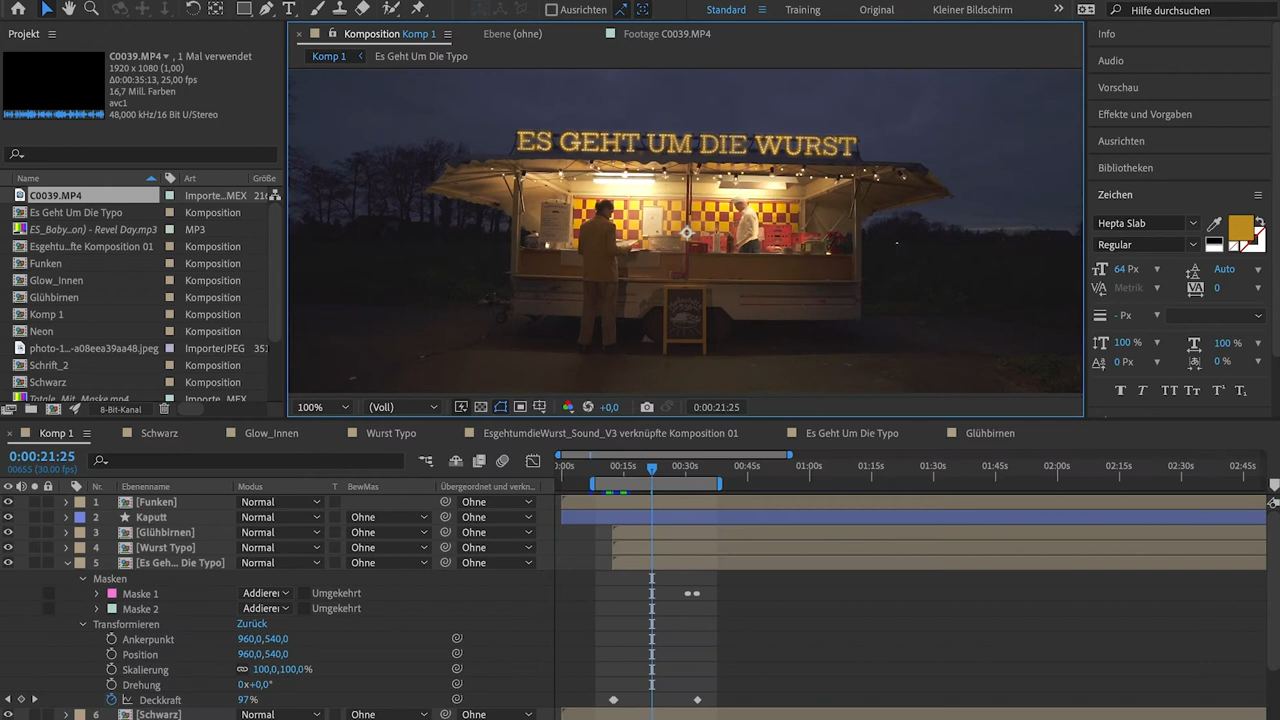 Ausrichten
Standard
Training
Original
Kleiner Bildschirm
Hilfe durchsuchen
Projekt
Komposition Komp 1
Ebene (ohne)
Footage C0039.MP4
Info
C0039.MP4 , 1 Mal verwendet
Komp 1
Es Geht Um Die Typo
Audio
1920 x 1080 (1,00)
Δ0:00:35:13, 25,00 fps
Vorschau
16,7 Mill. Farben
avc1
48,000 kHz/16 Bit U/Stereo
Effekte und Vorgaben
ES GEHT UM DIE WURST
Ausrichten
Bibliotheken
Name
Art
Größe
Zeichen
C0039.MP4 Importe...MEX 216
Es Geht Um Die Typo Komposition
ES_Baby...on) - Revel Day.mp3 MP3
Esgehtu...fte Komposition 01 Komposition
Funken Komposition
Glow_Innen Komposition
Glühbirnen Komposition
Komp 1 Komposition
Neon Komposition
photo-1...-a08eea39aa48.jpeg ImporterJPEG 351
Schrift_2 Komposition
Schwarz Komposition
Totale_Mit_Maske.mp4 Importe...MEX
Hepta Slab
Regular
64 Px
Auto
Metrik
0
- Px
100 %
100 %
0 Px
0 %
T T TT Tr T¹ T₁
8-Bit-Kanal
100%
(Voll)
+0,0
0:00:21:25
Komp 1
Schwarz
Glow_Innen
Wurst Typo
EsgehtumdieWurst_Sound_V3 verknüpfte Komposition 01
Es Geht Um Die Typo
Glühbirnen
0:00:21:25
00655 (30.00 fps)
:00s 00:15s 00:30s 00:45s 01:00s 01:15s 01:30s 01:45s 02:00s 02:15s 02:30s 02:45s
Nr. Ebenenname Modus T BewMas Übergeordnet und verkn...
1 [Funken] Normal Ohne
2 Kaputt Normal Ohne Ohne
3 [Glühbirnen] Normal Ohne Ohne
4 [Wurst Typo] Normal Ohne Ohne
5 [Es Geh... Die Typo] Normal Ohne Ohne
Masken
Maske 1 Addieren Umgekehrt
Maske 2 Addieren Umgekehrt
Transformieren Zurück
Ankerpunkt 960,0,540,0
Position 960,0,540,0
Skalierung 100,0,100,0%
Drehung 0x+0,0°
Deckkraft 97%
6 [Schwarz] Normal Ohne Ohne